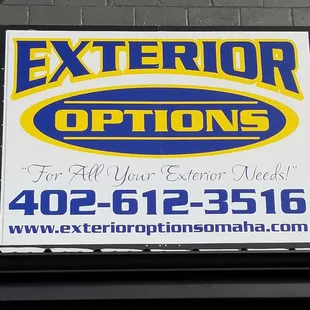 EXTERIOR
OPTIONS
"For All Your Exterior Needs!"
402-612-3516
www.exterioroptionsomaha.com